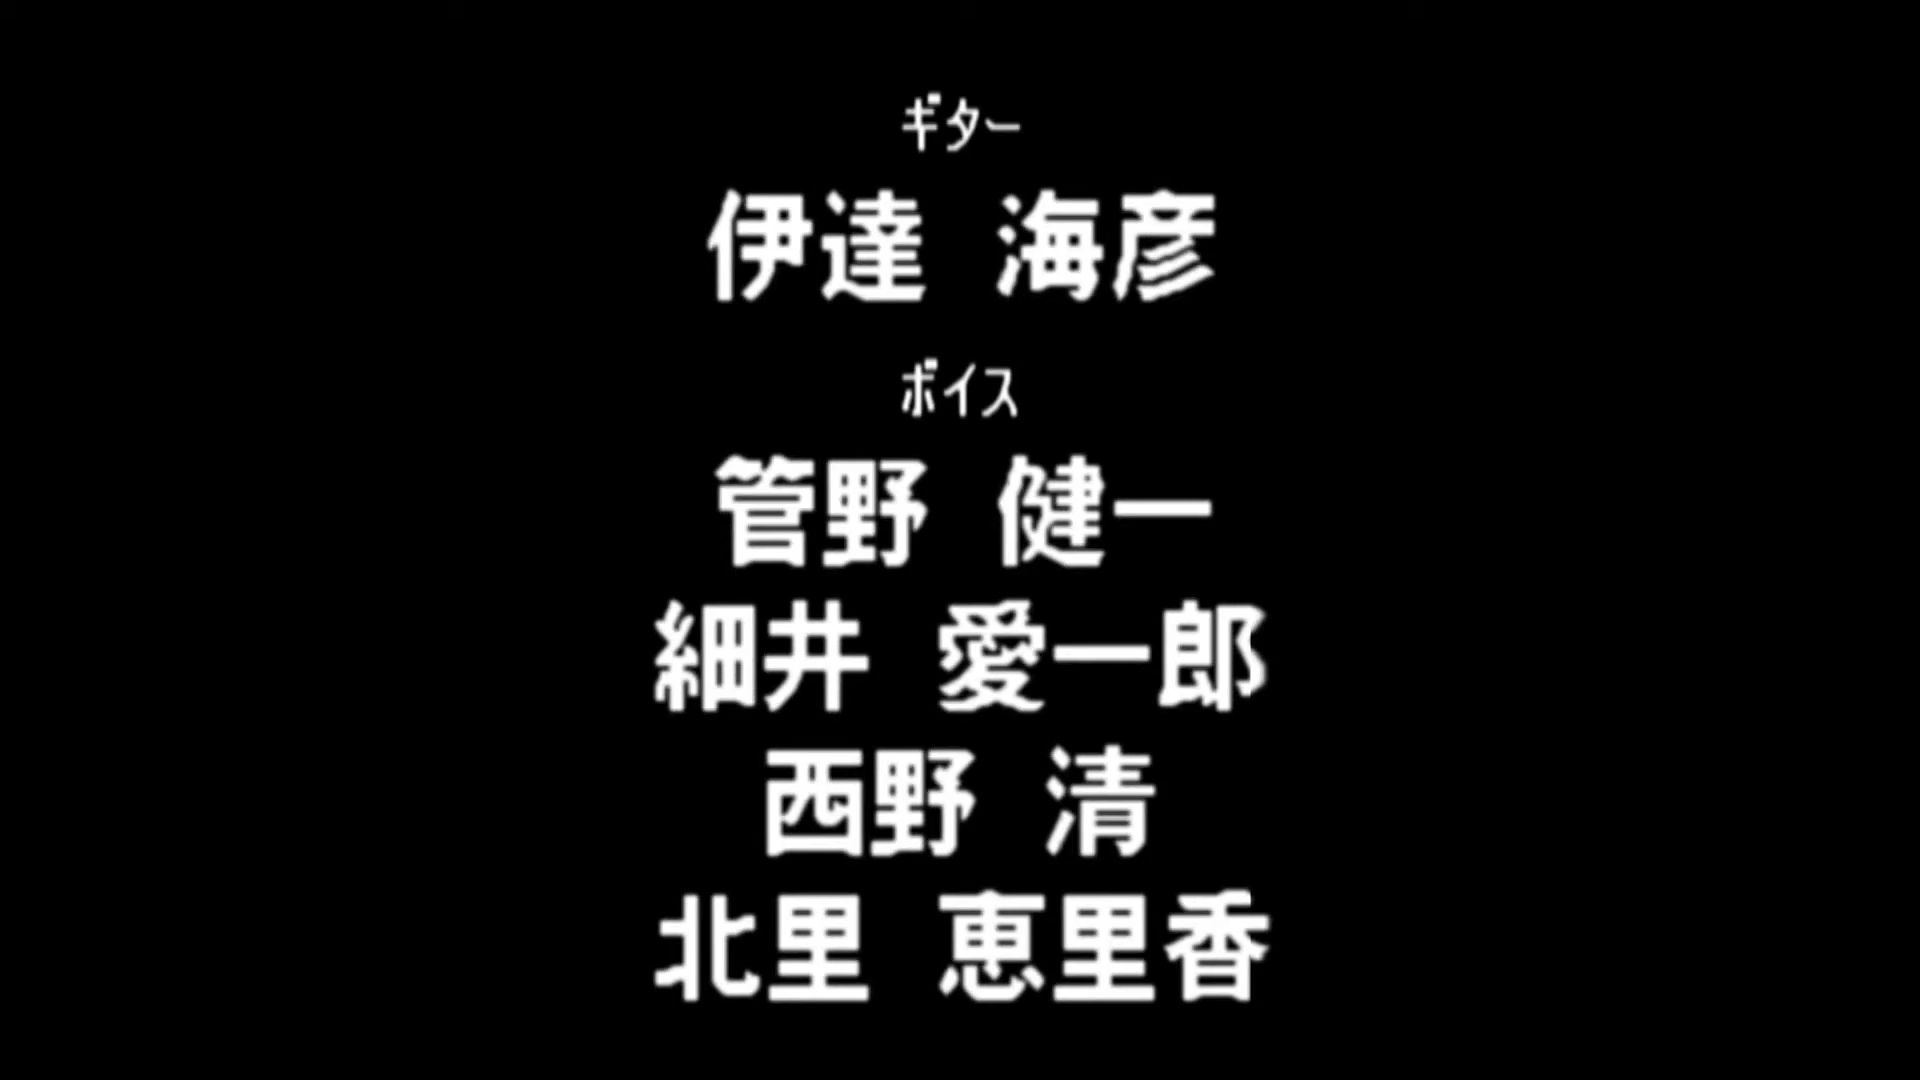 ギター
伊達 海彦
ボイス
管野 健一
細井 愛一郎
西野 清
北里 恵里香